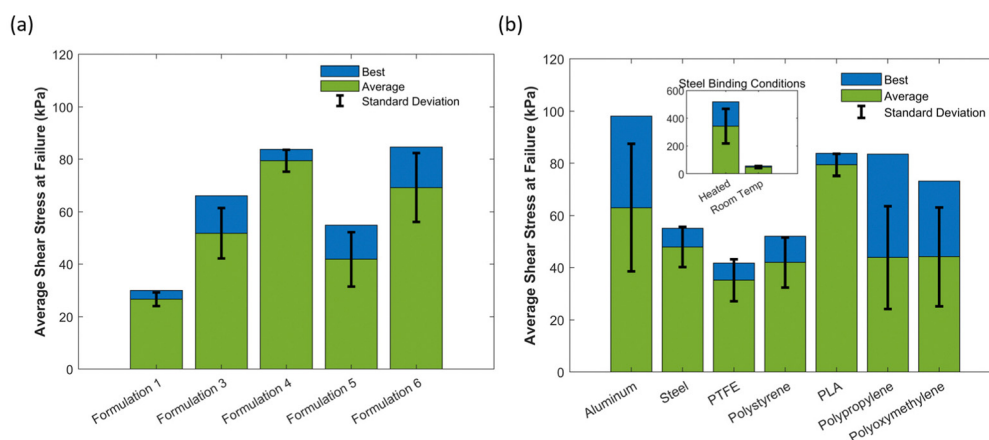 (a)
Average Shear Stress at Failure (kPa)
120
100
80
60
40
20
0
Best
Average
Standard Deviation
Formulation 1
Formulation 3
Formulation 4
Formulation 5
Formulation 6
(b)
Average Shear Stress at Failure (kPa)
120
100
80
60
40
20
0
Steel Binding Conditions
600
400
200
0
Heated
Room Temp
Best
Average
Standard Deviation
Aluminum
Steel
PTFE
Polystyrene
PLA
Polypropylene
Polyoxymethylene